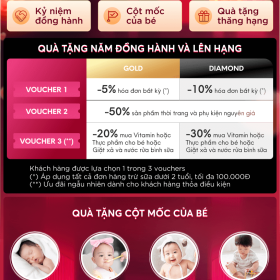 Kỷ niệm
đồng hành
Cột mốc
của bé
Quà tặng
thăng hạng
QUÀ TẶNG NĂM ĐỒNG HÀNH VÀ LÊN HẠNG
GOLD
DIAMOND
VOUCHER 1
-5% hóa đơn bất kỳ (*)
-10% hóa đơn bất kỳ (*)
VOUCHER 2
-50% sản phẩm thời trang và phụ kiện nguyên giá
VOUCHER 3 (**)
-20% mua Vitamin hoặc
Thực phẩm cho bé hoặc
Giặt xả và nước rửa bình sữa
-30% mua Vitamin hoặc
Thực phẩm cho bé hoặc
Giặt xả và nước rửa bình sữa
Khách hàng được lựa chọn 1 trong 3 vouchers
(*) Áp dụng tất cả đơn hàng trừ sữa dưới 2 tuổi, tối đa 100.000Đ
(**) Ưu đãi ngẫu nhiên dành cho khách hàng thỏa điều kiện
QUÀ TẶNG CỘT MỐC CỦA BÉ